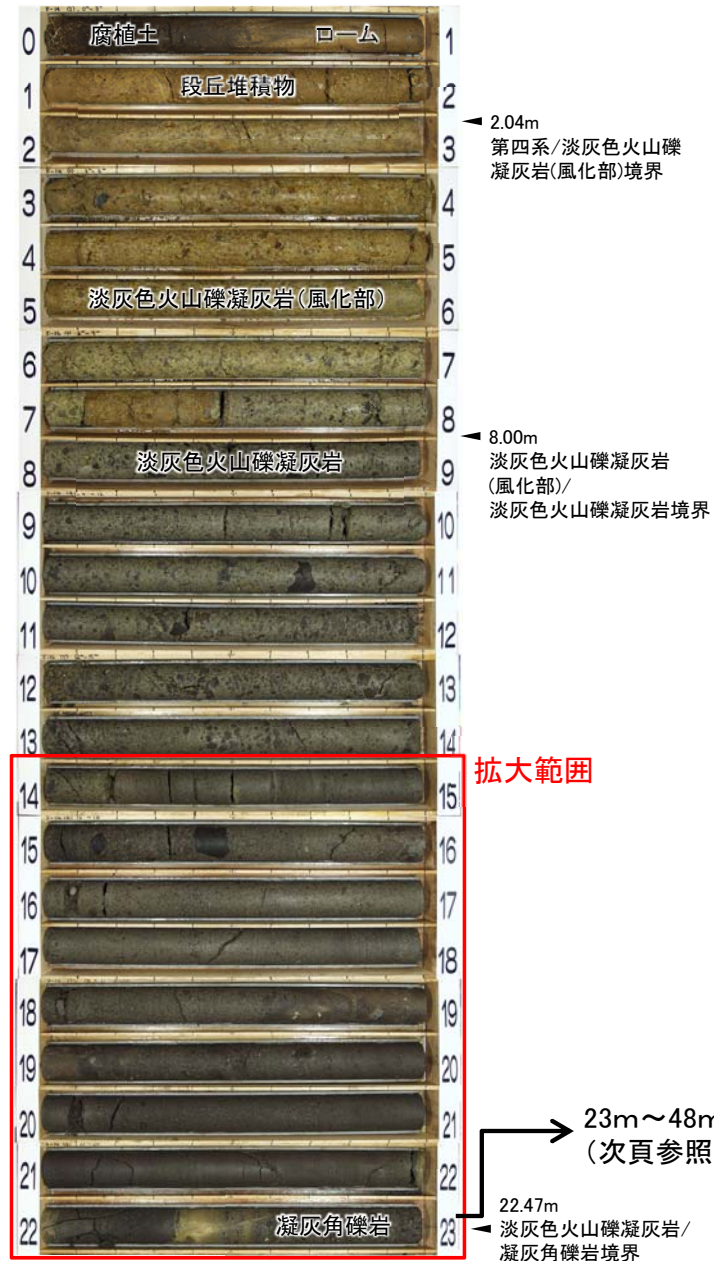 0 腐植土 ローム 1
1 段丘堆積物 2
◄ 2.04m
第四系/淡灰色火山礫
凝灰岩(風化部)境界
2 3
3 4
4 5
5 淡灰色火山礫凝灰岩(風化部) 6
6 7
7 8
◄ 8.00m
淡灰色火山礫凝灰岩
(風化部)/
淡灰色火山礫凝灰岩境界
8 淡灰色火山礫凝灰岩 9
9 10
10 11
11 12
12 13
13 14
拡大範囲
14 15
15 16
16 17
17 18
18 19
19 20
20 21
23m～48m
(次頁参照
21 22
22 凝灰角礫岩 23
22.47m
◄ 淡灰色火山礫凝灰岩/
凝灰角礫岩境界